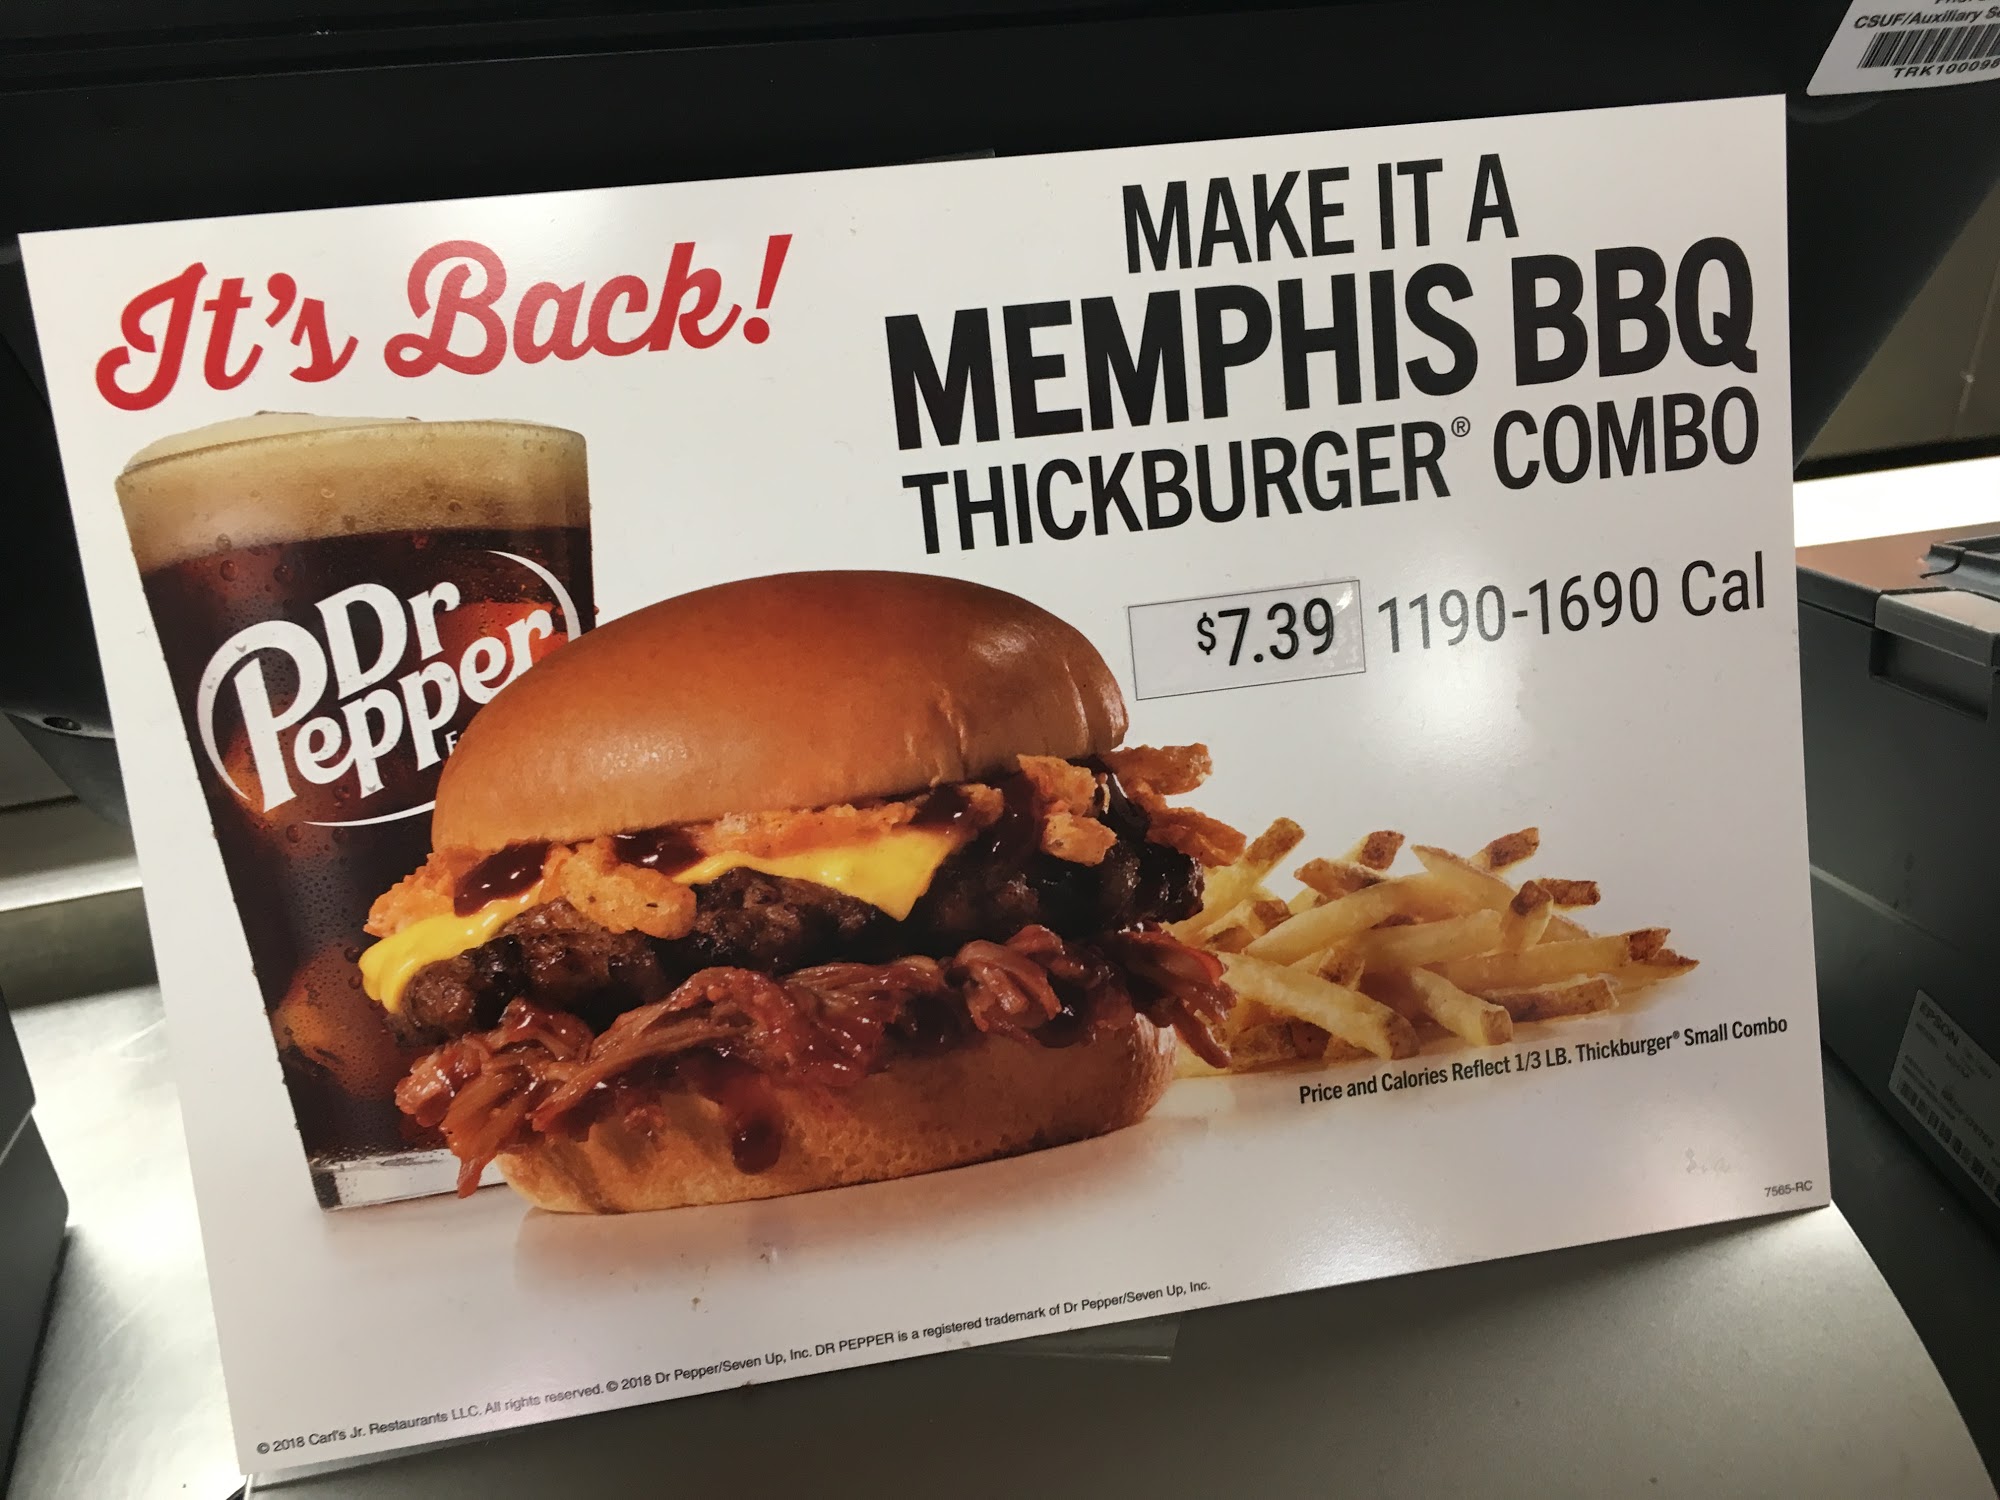 CSUF/Auxiliary
TRK100098
It's Back!
MAKE IT A
MEMPHIS BBQ
THICKBURGER® COMBO
$7.39 1190-1690 Cal
Dr
Pepper
Price and Calories Reflect 1/3 LB. Thickburger® Small Combo
EPSON
7565-RC
© 2018 Carl's Jr. Restaurants LLC. All rights reserved. © 2018 Dr Pepper/Seven Up, Inc. DR PEPPER is a registered trademark of Dr Pepper/Seven Up, Inc.